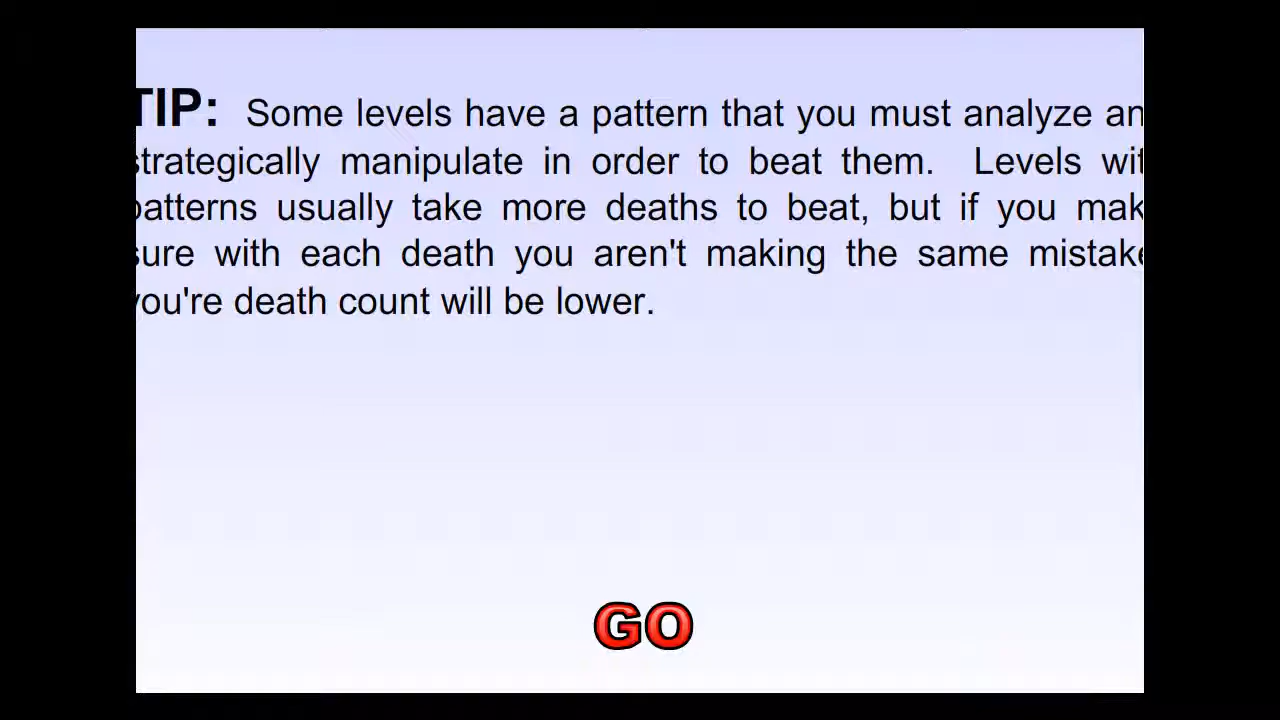 TIP: Some levels have a pattern that you must analyze an
strategically manipulate in order to beat them. Levels wit
patterns usually take more deaths to beat, but if you mak
sure with each death you aren't making the same mistake
you're death count will be lower.
GO